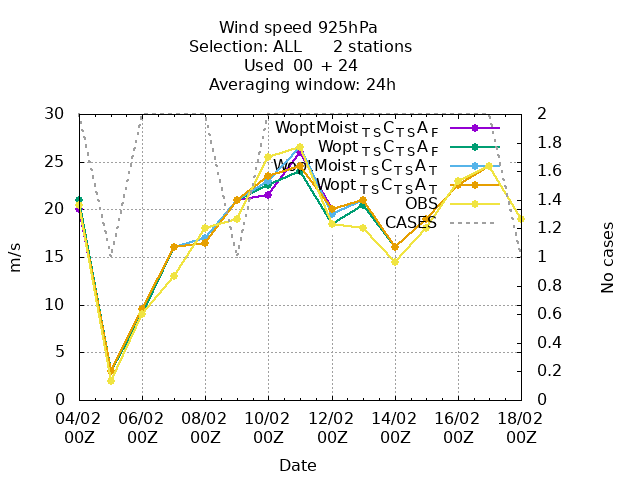 Wind speed 925hPa
Selection: ALL 2 stations
Used 00 + 24
Averaging window: 24h
30 2
WoptMoist TS C TS A F
1.8
Wopt TS C TS A F
25 WoptMoist TS C TS A T 1.6
Wopt TS C TS A T
20 OBS 1.4
CASES
1.2
15 1
m/s No cases
10 0.8
0.6
5 0.4
0.2
0 0
04/02 06/02 08/02 10/02 12/02 14/02 16/02 18/02
00Z 00Z 00Z 00Z 00Z 00Z 00Z 00Z
Date